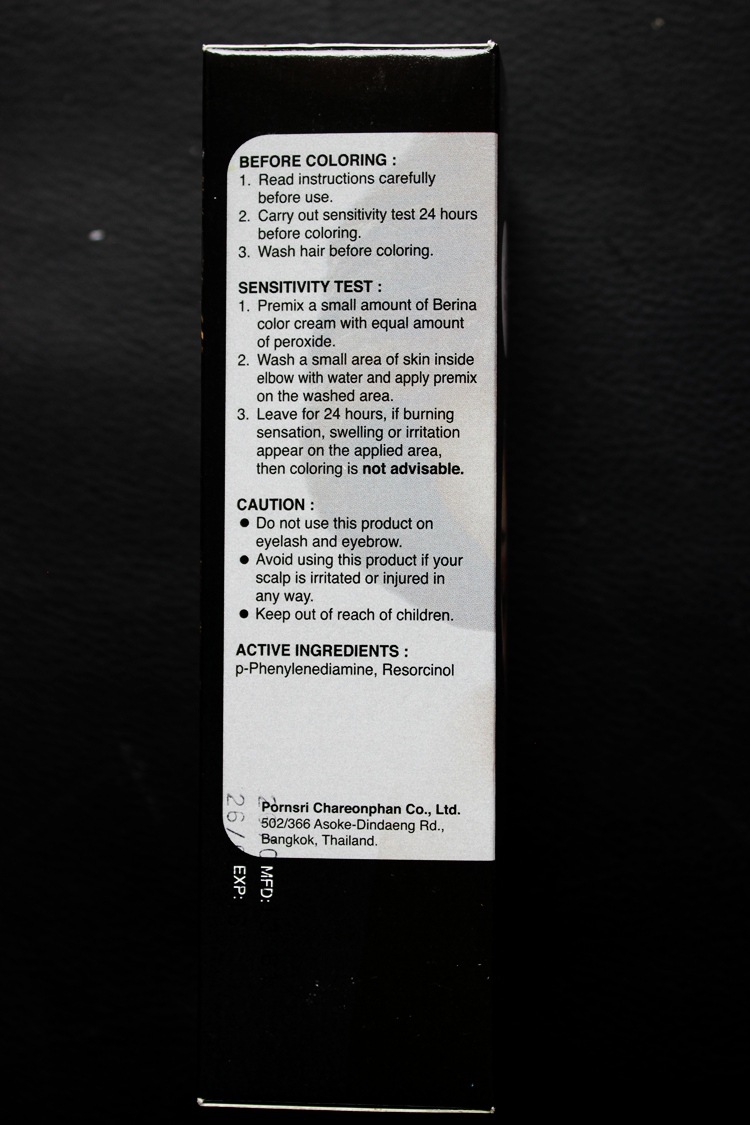 BEFORE COLORING :
1. Read instructions carefully
before use.
2. Carry out sensitivity test 24 hours
before coloring.
3. Wash hair before coloring.
SENSITIVITY TEST :
1. Premix a small amount of Berina
color cream with equal amount
of peroxide.
2. Wash a small area of skin inside
elbow with water and apply premix
on the washed area.
3. Leave for 24 hours, if burning
sensation, swelling or irritation
appear on the applied area,
then coloring is not advisable.
CAUTION :
● Do not use this product on
eyelash and eyebrow.
● Avoid using this product if your
scalp is irritated or injured in
any way.
● Keep out of reach of children.
ACTIVE INGREDIENTS :
p-Phenylenediamine, Resorcinol
Pornsri Chareonphan Co., Ltd.
502/366 Asoke-Dindaeng Rd.,
Bangkok, Thailand.
MFD:
EXP: